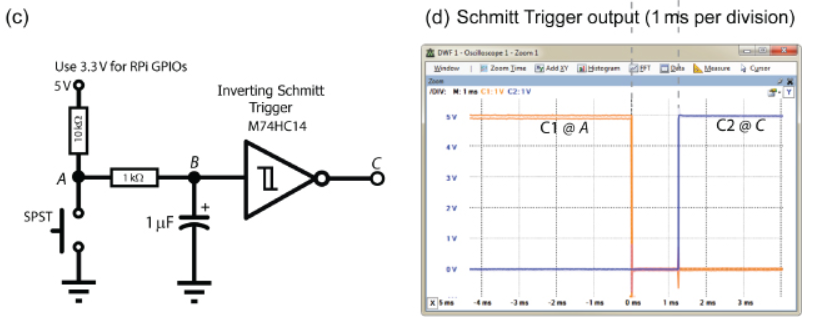 (c)
Use 3.3 V for RPi GPIOs
5 V
10 kΩ
Inverting Schmitt
Trigger
M74HC14
A
1 kΩ
B
C
SPST
1 μF
+
(d) Schmitt Trigger output (1 ms per division)
DWF 1 - Oscilloscope 1 - Zoom 1
Window Zoom Time Add XY Histogram FFT Data Measure Cursor
Zoom
/DIV: M: 1 ms C1: 1 V C2: 1 V
Y
5 V
C1 @ A
C2 @ C
4 V
3 V
2 V
1 V
0 V
X 5 ms -4 ms -3 ms -2 ms -1 ms 0 ms 1 ms 2 ms 3 ms